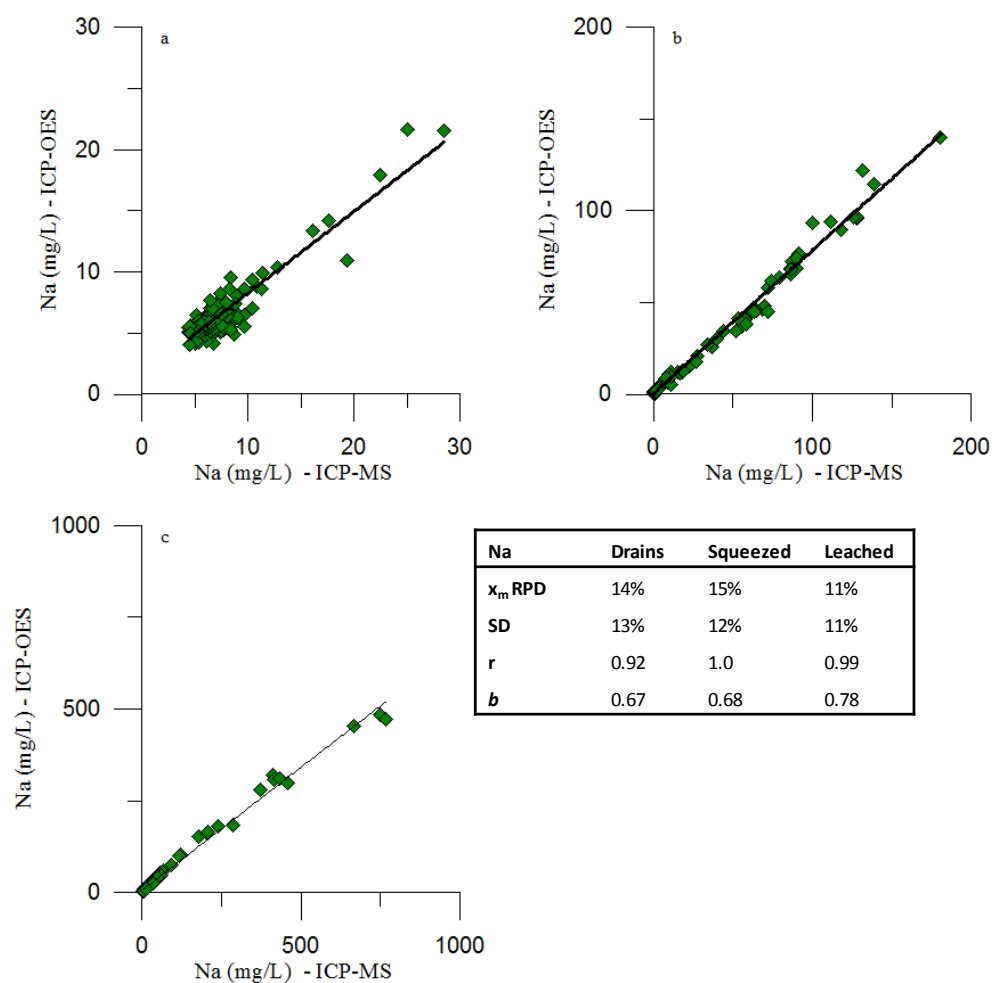 30
a
20
10
0
0 10 20 30
Na (mg/L) - ICP-OES
Na (mg/L) - ICP-MS
200
b
100
0
0 100 200
Na (mg/L) - ICP-OES
Na (mg/L) - ICP-MS
1000
c
500
0
0 500 1000
Na (mg/L) - ICP-OES
Na (mg/L) - ICP-MS
Na Drains Squeezed Leached
xm RPD 14% 15% 11%
SD 13% 12% 11%
r 0.92 1.0 0.99
b 0.67 0.68 0.78